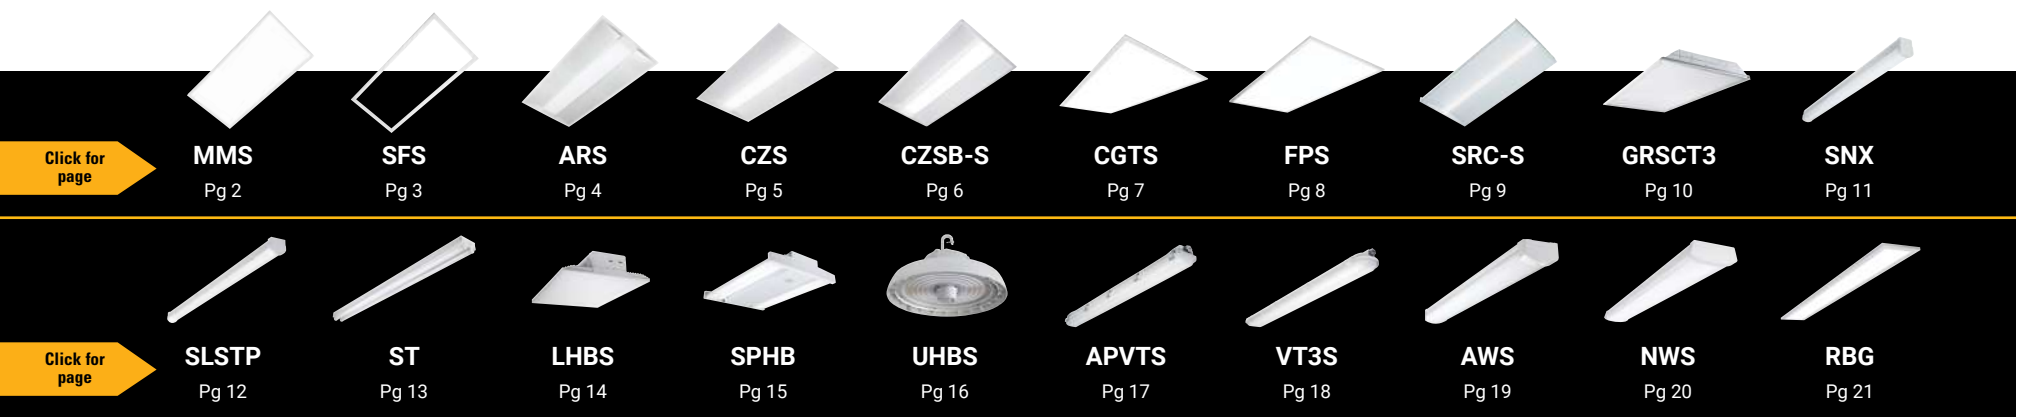 MMS SFS ARS CZS CZSB-S CGTS FPS SRC-S GRSCT3 SNX
Click for
page
Pg 2 Pg 3 Pg 4 Pg 5 Pg 6 Pg 7 Pg 8 Pg 9 Pg 10 Pg 11
SLSTP ST LHBS SPHB UHBS APVTS VT3S AWS NWS RBG
Click for
page
Pg 12 Pg 13 Pg 14 Pg 15 Pg 16 Pg 17 Pg 18 Pg 19 Pg 20 Pg 21